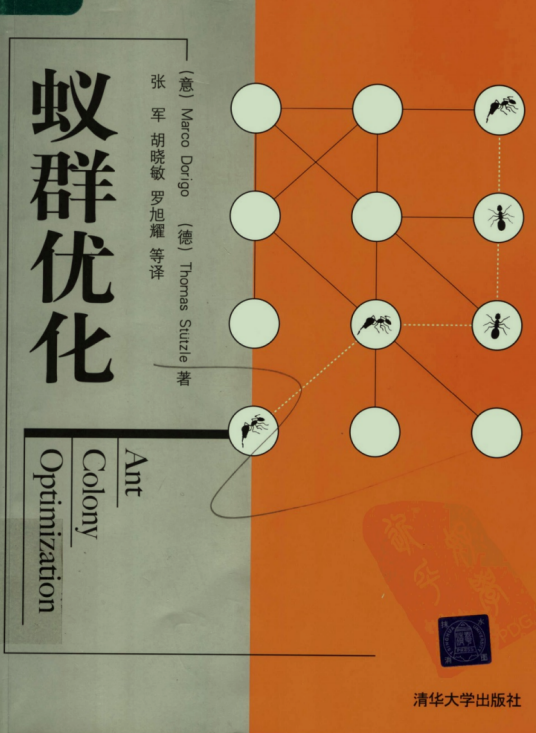 蚁群优化
(意) Marco Dorigo (德) Thomas Stützle 著
张 军 胡晓敏 罗旭耀 等译
Ant
Colony
Optimization
清华大学出版社